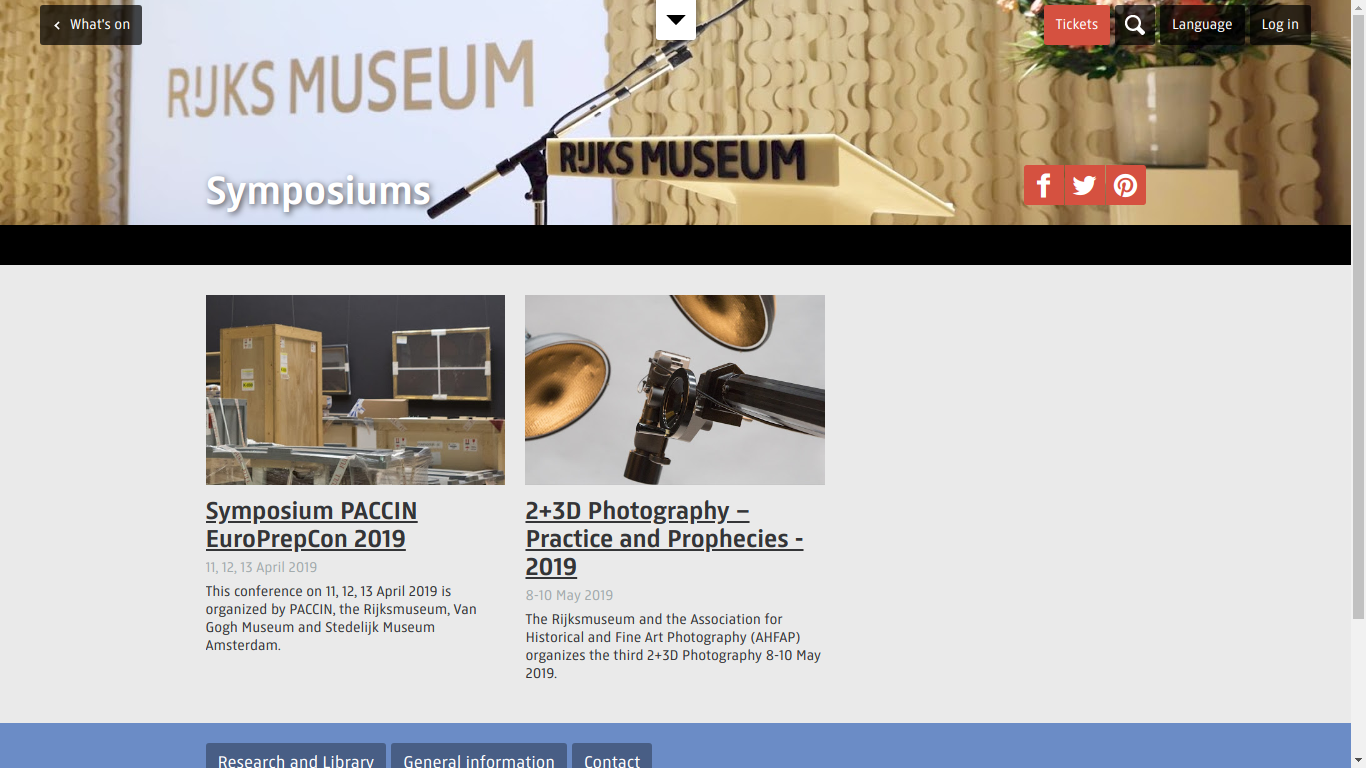 What's on
Tickets
Language
Log in
RIJKS MUSEUM
RIJKS MUSEUM
Symposiums
Symposium PACCIN
EuroPrepCon 2019
11, 12, 13 April 2019
This conference on 11, 12, 13 April 2019 is
organized by PACCIN, the Rijksmuseum, Van
Gogh Museum and Stedelijk Museum
Amsterdam.
2+3D Photography –
Practice and Prophecies -
2019
8-10 May 2019
The Rijksmuseum and the Association for
Historical and Fine Art Photography (AHFAP)
organizes the third 2+3D Photography 8-10 May
2019.
Research and Library
General information
Contact